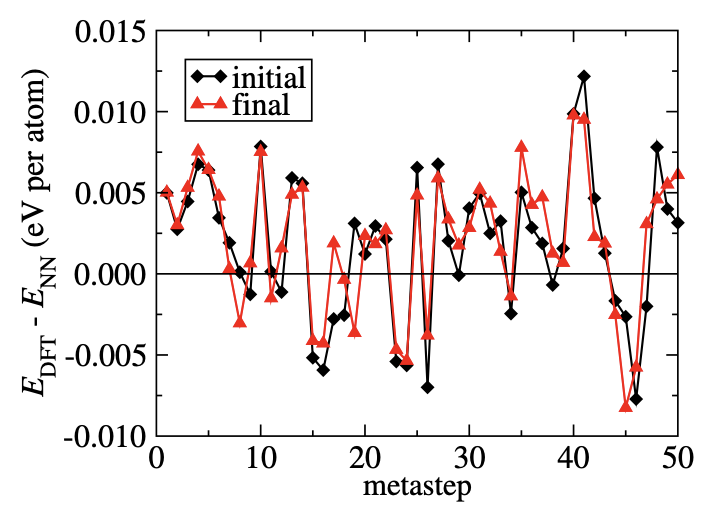 0.015
0.010
0.005
0.000
-0.005
-0.010
E_DFT - E_NN (eV per atom)
initial
final
0 10 20 30 40 50
metastep